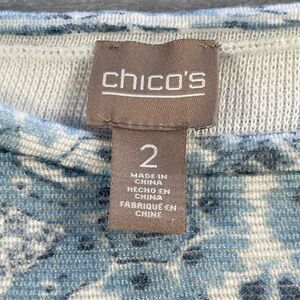 chico's
2
MADE IN
CHINA
HECHO EN
CHINA
FABRIQUÉ EN
CHINE